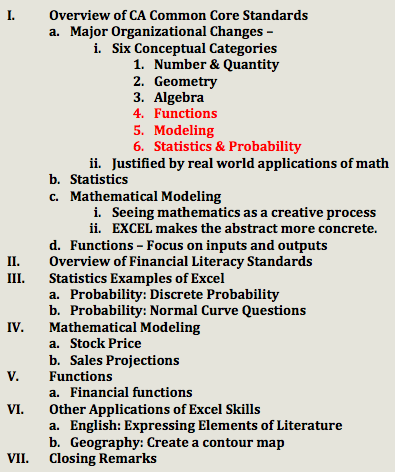 I. Overview of CA Common Core Standards
a. Major Organizational Changes –
i. Six Conceptual Categories
1. Number & Quantity
2. Geometry
3. Algebra
4. Functions
5. Modeling
6. Statistics & Probability
ii. Justified by real world applications of math
b. Statistics
c. Mathematical Modeling
i. Seeing mathematics as a creative process
ii. EXCEL makes the abstract more concrete.
d. Functions – Focus on inputs and outputs
II. Overview of Financial Literacy Standards
III. Statistics Examples of Excel
a. Probability: Discrete Probability
b. Probability: Normal Curve Questions
IV. Mathematical Modeling
a. Stock Price
b. Sales Projections
V. Functions
a. Financial functions
VI. Other Applications of Excel Skills
a. English: Expressing Elements of Literature
b. Geography: Create a contour map
VII. Closing Remarks